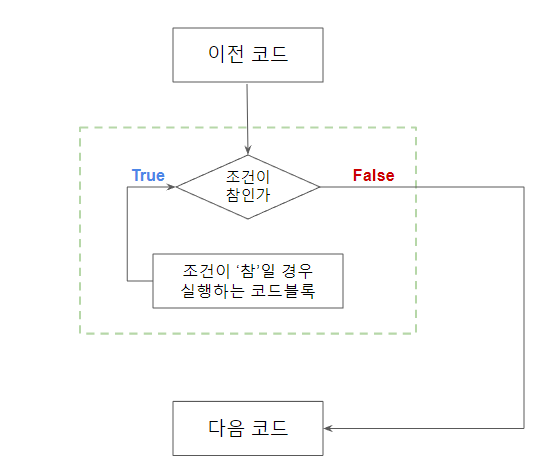 이전 코드
True
조건이
참인가
False
조건이 ‘참’일 경우
실행하는 코드블록
다음 코드